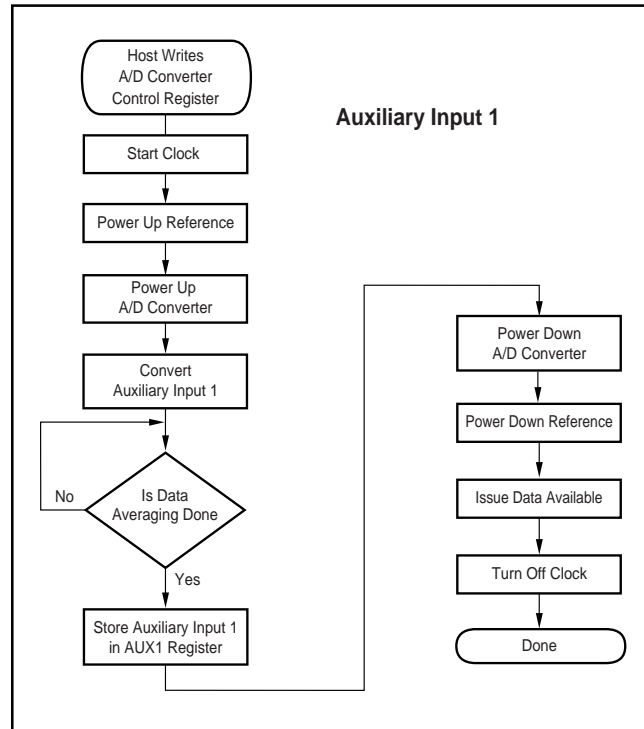 Host Writes
A/D Converter
Control Register
Auxiliary Input 1
Start Clock
Power Up Reference
Power Up
A/D Converter
Convert
Auxiliary Input 1
No
Is Data
Averaging Done
Yes
Store Auxiliary Input 1
in AUX1 Register
Power Down
A/D Converter
Power Down Reference
Issue Data Available
Turn Off Clock
Done